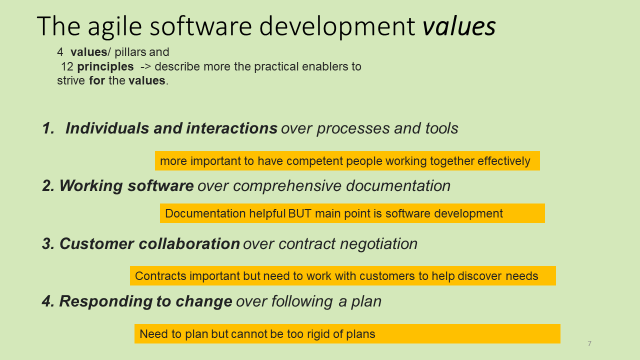 The agile software development values
4 values/ pillars and
12 principles -> describe more the practical enablers to
strive for the values.
1. Individuals and interactions over processes and tools
more important to have competent people working together effectively
2. Working software over comprehensive documentation
Documentation helpful BUT main point is software development
3. Customer collaboration over contract negotiation
Contracts important but need to work with customers to help discover needs
4. Responding to change over following a plan
Need to plan but cannot be too rigid of plans
7